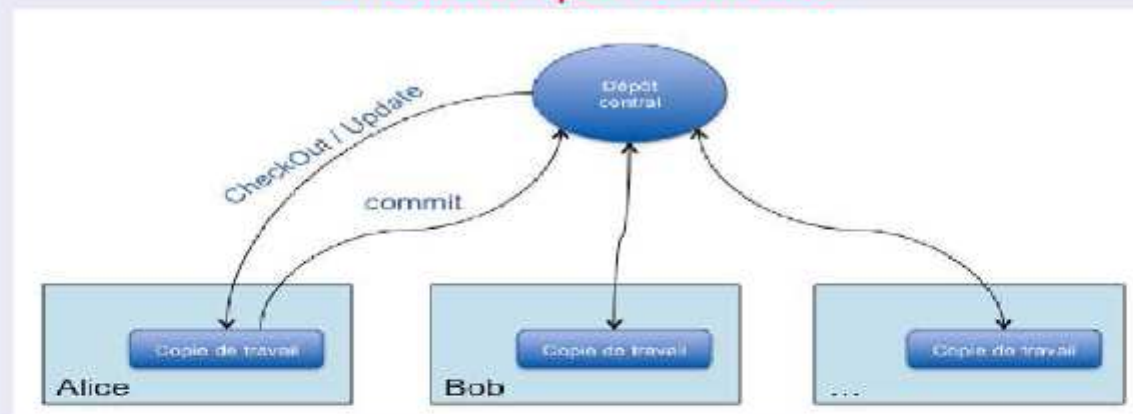 Dépôt
central
CheckOut / Update
commit
Copie de travail
Copie de travail
Copie de travail
Alice
Bob
...